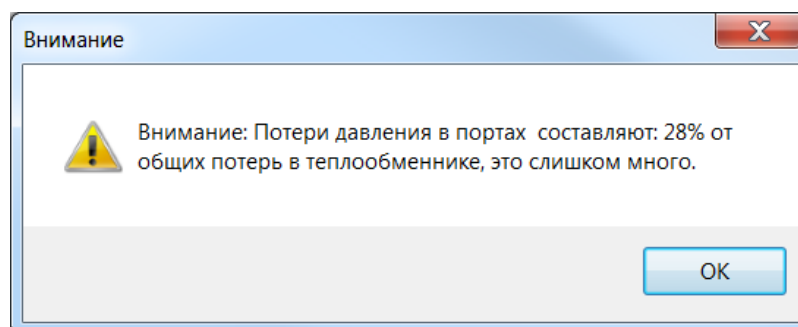 Внимание
Внимание: Потери давления в портах  составляют: 28% от
общих потерь в теплообменнике, это слишком много.
OK